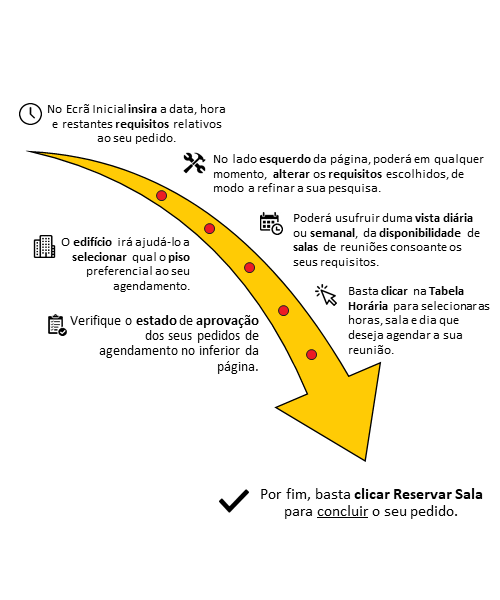 No Ecrã Inicial insira a data, hora
e restantes requisitos relativos
ao seu pedido.
No lado esquerdo da página, poderá em qualquer
momento, alterar os requisitos escolhidos, de
modo a refinar a sua pesquisa.
Poderá usufruir duma vista diária
ou semanal, da disponibilidade de
salas de reuniões consoante os
seus requisitos.
O edifício irá ajudá-lo a
selecionar qual o piso
preferencial ao seu
agendamento.
Basta clicar na Tabela
Horária para selecionar as
horas, sala e dia que
deseja agendar a sua
reunião.
Verifique o estado de aprovação
dos seus pedidos de
agendamento no inferior da
página.
Por fim, basta clicar Reservar Sala
para concluir o seu pedido.